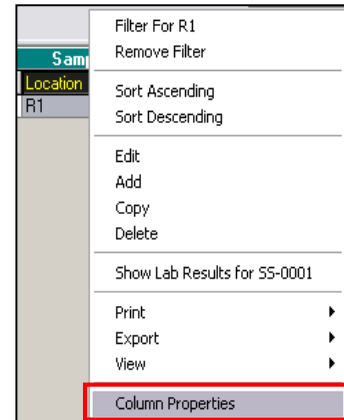 Samp
Location
R1
Filter For R1
Remove Filter
Sort Ascending
Sort Descending
Edit
Add
Copy
Delete
Show Lab Results for SS-0001
Print
Export
View
Column Properties